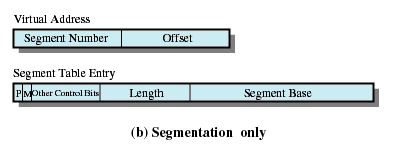 Virtual Address
Segment Number Offset
Segment Table Entry
P M Other Control Bits Length Segment Base
(b) Segmentation only